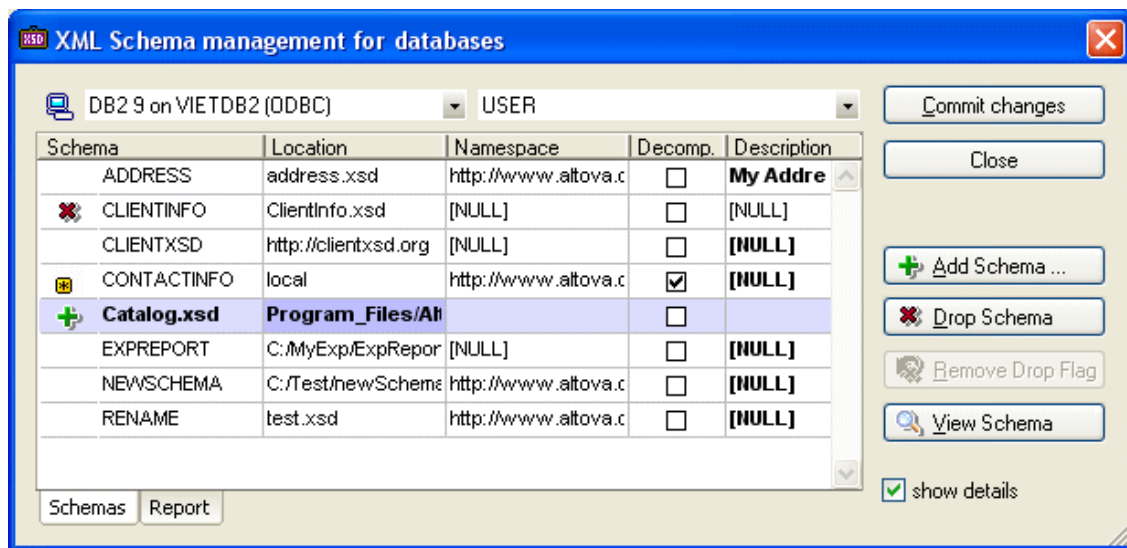 XSD XML Schema management for databases
DB2 9 on VIETDB2 (ODBC) USER Commit changes
Schema Location Namespace Decomp. Description
Close
ADDRESS address.xsd http://www.altova.c My Addre
CLIENTINFO ClientInfo.xsd [NULL] [NULL]
CLIENTXSD http://clientxsd.org [NULL] [NULL]
Add Schema ...
CONTACTINFO local http://www.altova.c [NULL]
Catalog.xsd Program_Files/Alt
Drop Schema
EXPREPORT C:/MyExp/ExpRepor [NULL] [NULL]
Remove Drop Flag
NEWSCHEMA C:/Test/newSchema http://www.altova.c [NULL]
RENAME test.xsd http://www.altova.c [NULL]
View Schema
show details
Schemas Report